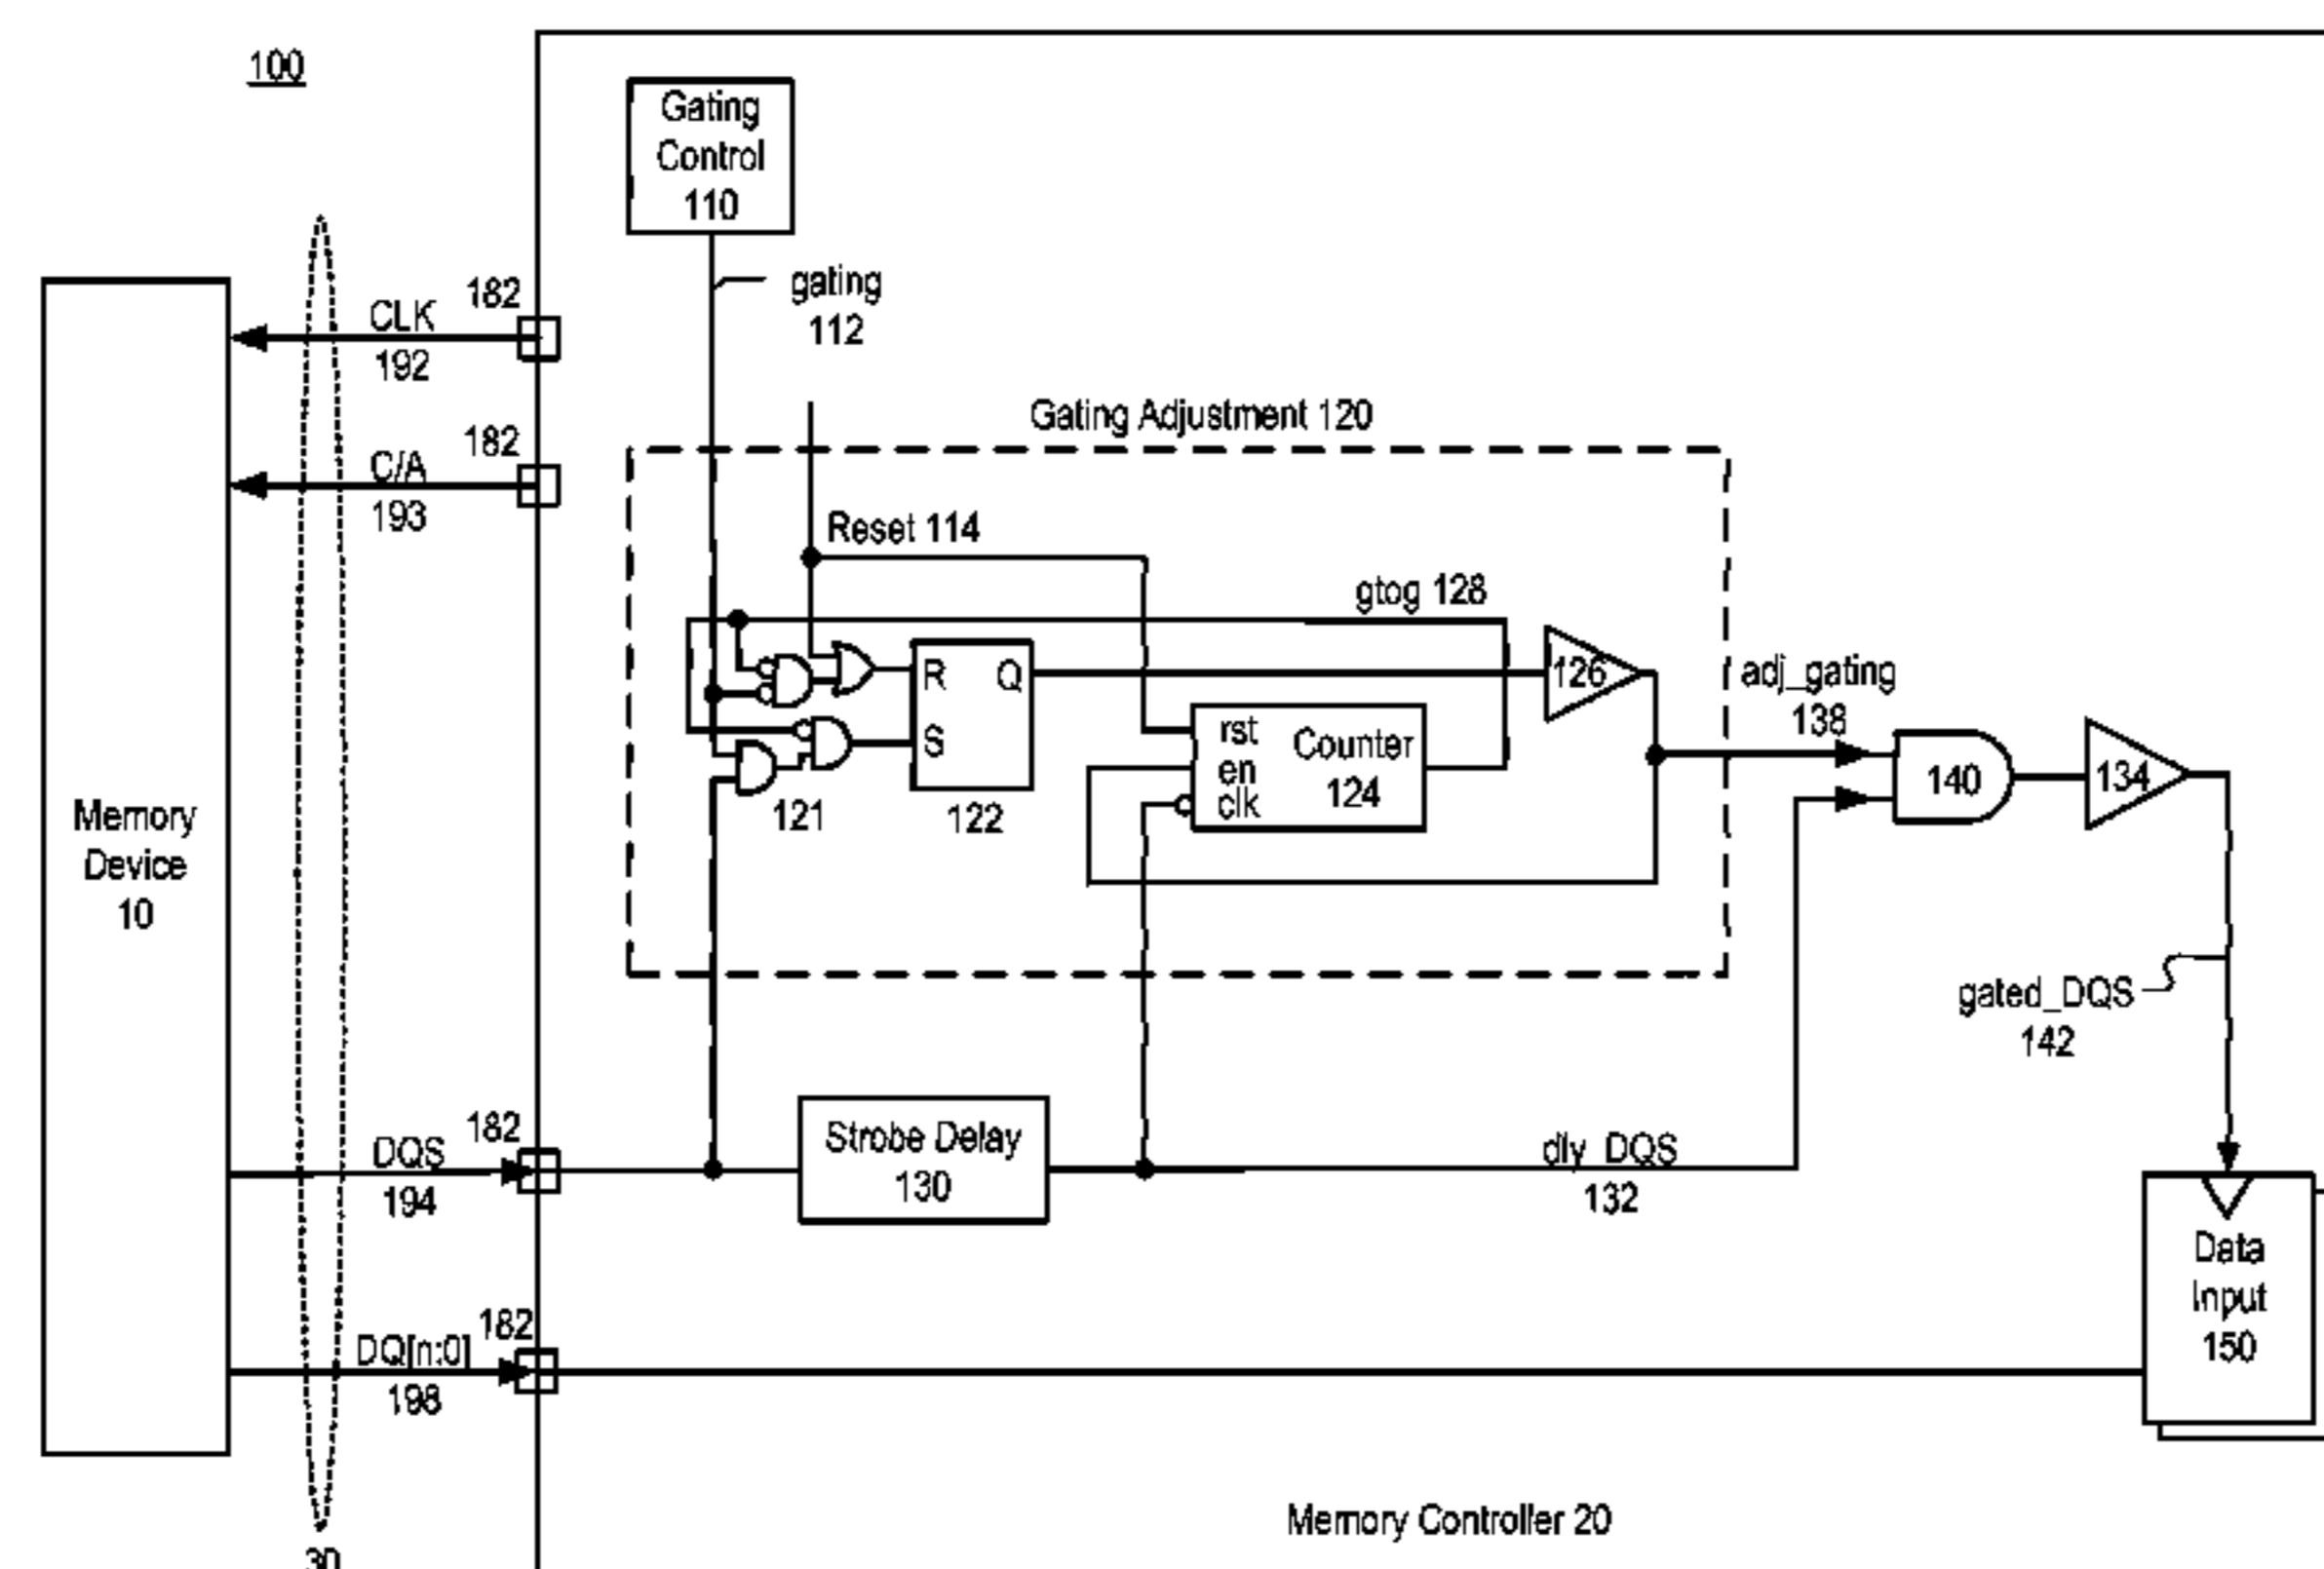 100
Gating
Control
110
gating
112
CLK
192
182
C/A
193
182
Gating Adjustment 120
Reset 114
gtog 128
R
Q
S
121
122
rst
en
clk
Counter
124
126
adj_gating
138
140
134
gated_DQS
142
Memory
Device
10
DQS
194
182
Strobe Delay
130
dly_DQS
132
DQ[n:0]
198
182
Data
Input
150
Memory Controller 20
30